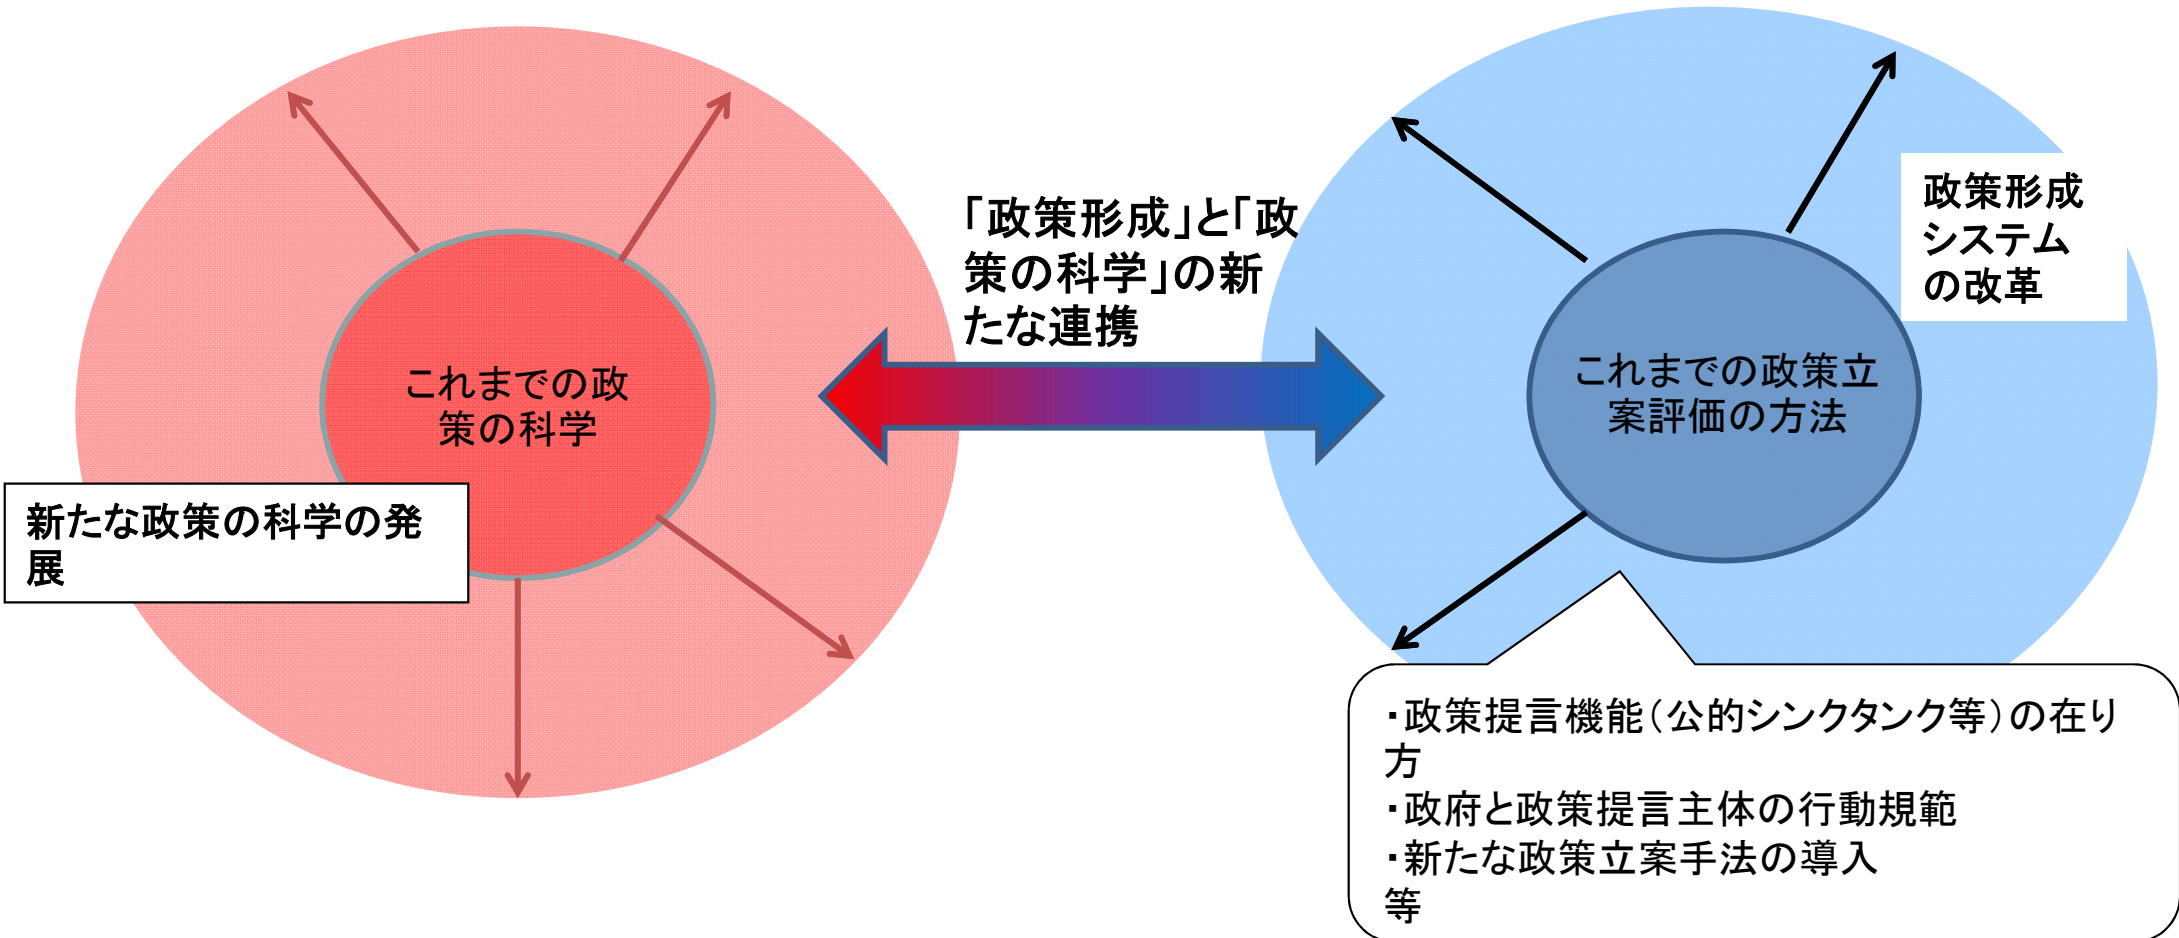 これまでの政
策の科学
新たな政策の科学の発
展
「政策形成」と「政
策の科学」の新
たな連携
政策形成
システム
の改革
これまでの政策立
案評価の方法
・政策提言機能（公的シンクタンク等）の在り
方
・政府と政策提言主体の行動規範
・新たな政策立案手法の導入
等